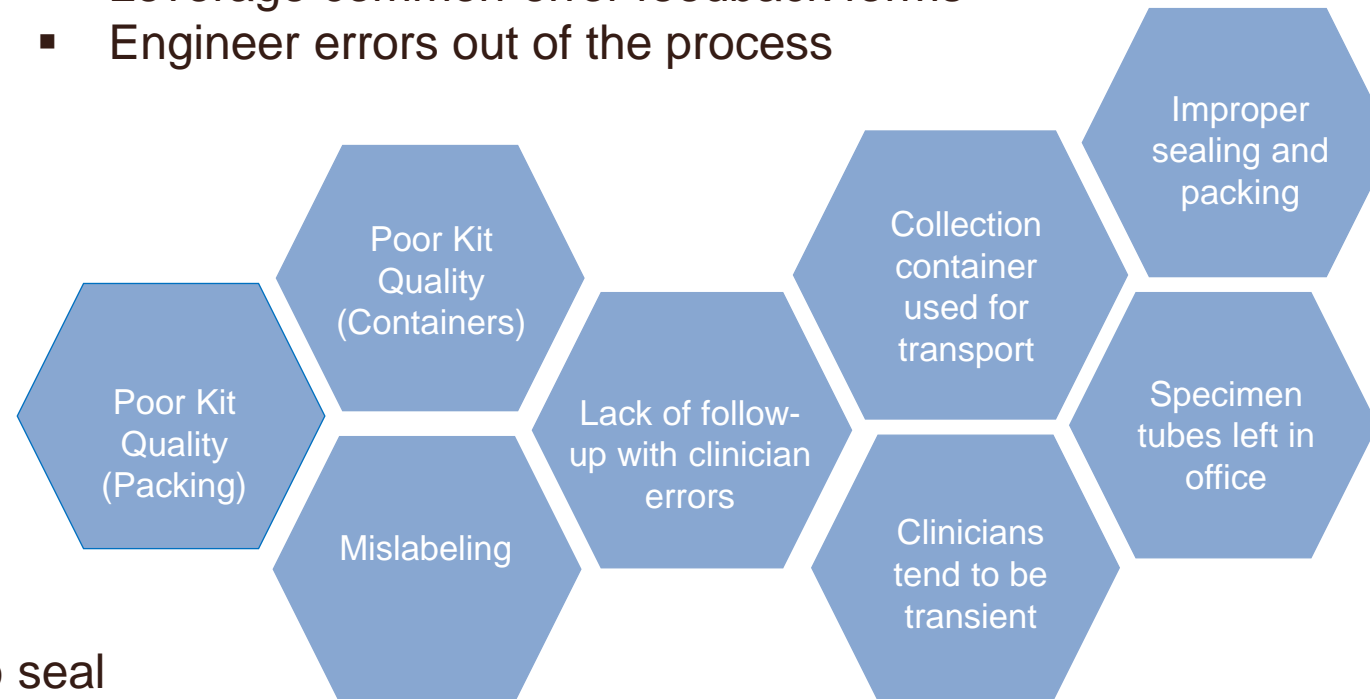 ▪ Engineer errors out of the process
Improper
sealing and
packing
Poor Kit
Quality
(Containers)
Collection
container
used for
transport
Poor Kit
Quality
(Packing)
Lack of follow-
up with clinician
errors
Specimen
tubes left in
office
Mislabeling
Clinicians
tend to be
transient
seal